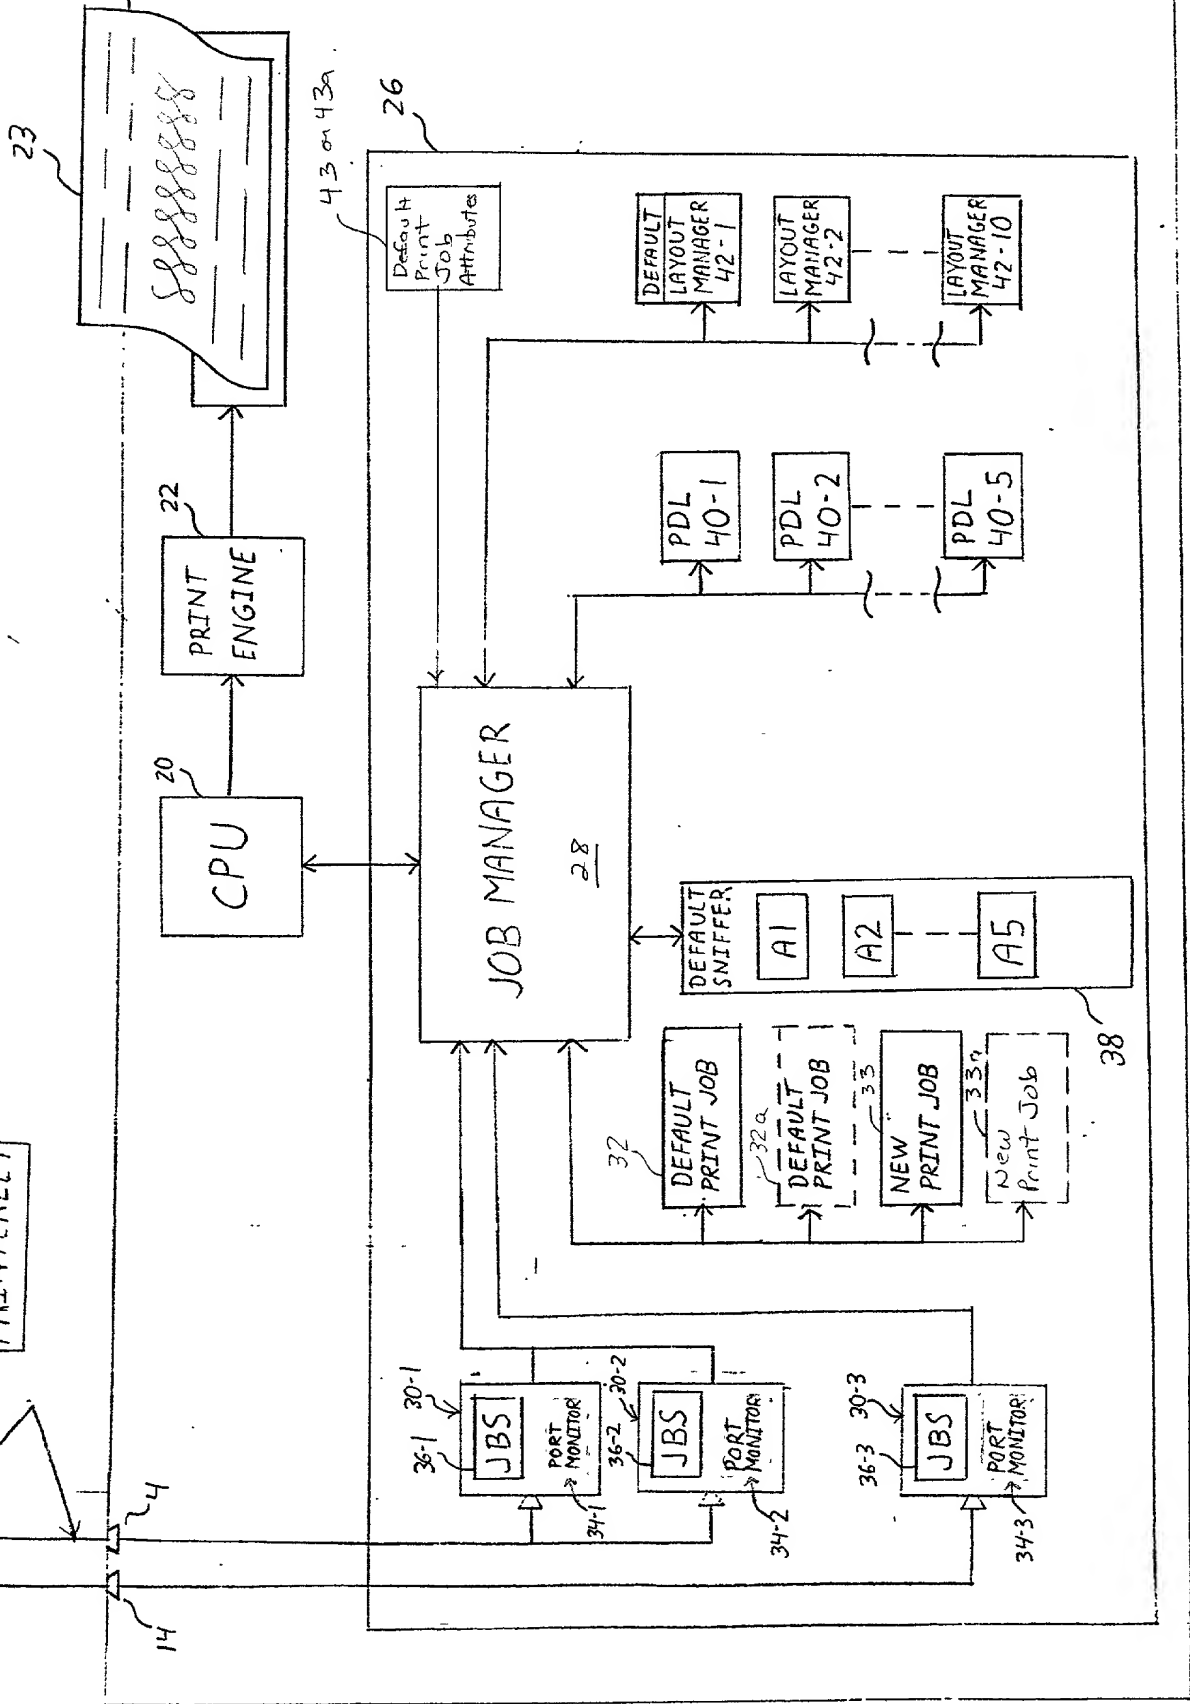 23
43 or 43a.
26
Default
Print
Job
Attributes
22
PRINT
ENGINE
20
CPU
JOB MANAGER
28
DEFAULT
LAYOUT
MANAGER
42-1
LAYOUT
MANAGER
42-2
LAYOUT
MANAGER
42-10
PDL
40-1
PDL
40-2
PDL
40-5
DEFAULT
SNIFFER
A1
A2
A5
38
32
DEFAULT
PRINT JOB
32a
DEFAULT
PRINT JOB
33
NEW
PRINT JOB
33a
New
Print Job
30-1
36-1
JBS
PORT
MONITOR
34-1
30-2
36-2
JBS
PORT
MONITOR
34-2
30-3
36-3
JBS
PORT
MONITOR
34-3
4
14